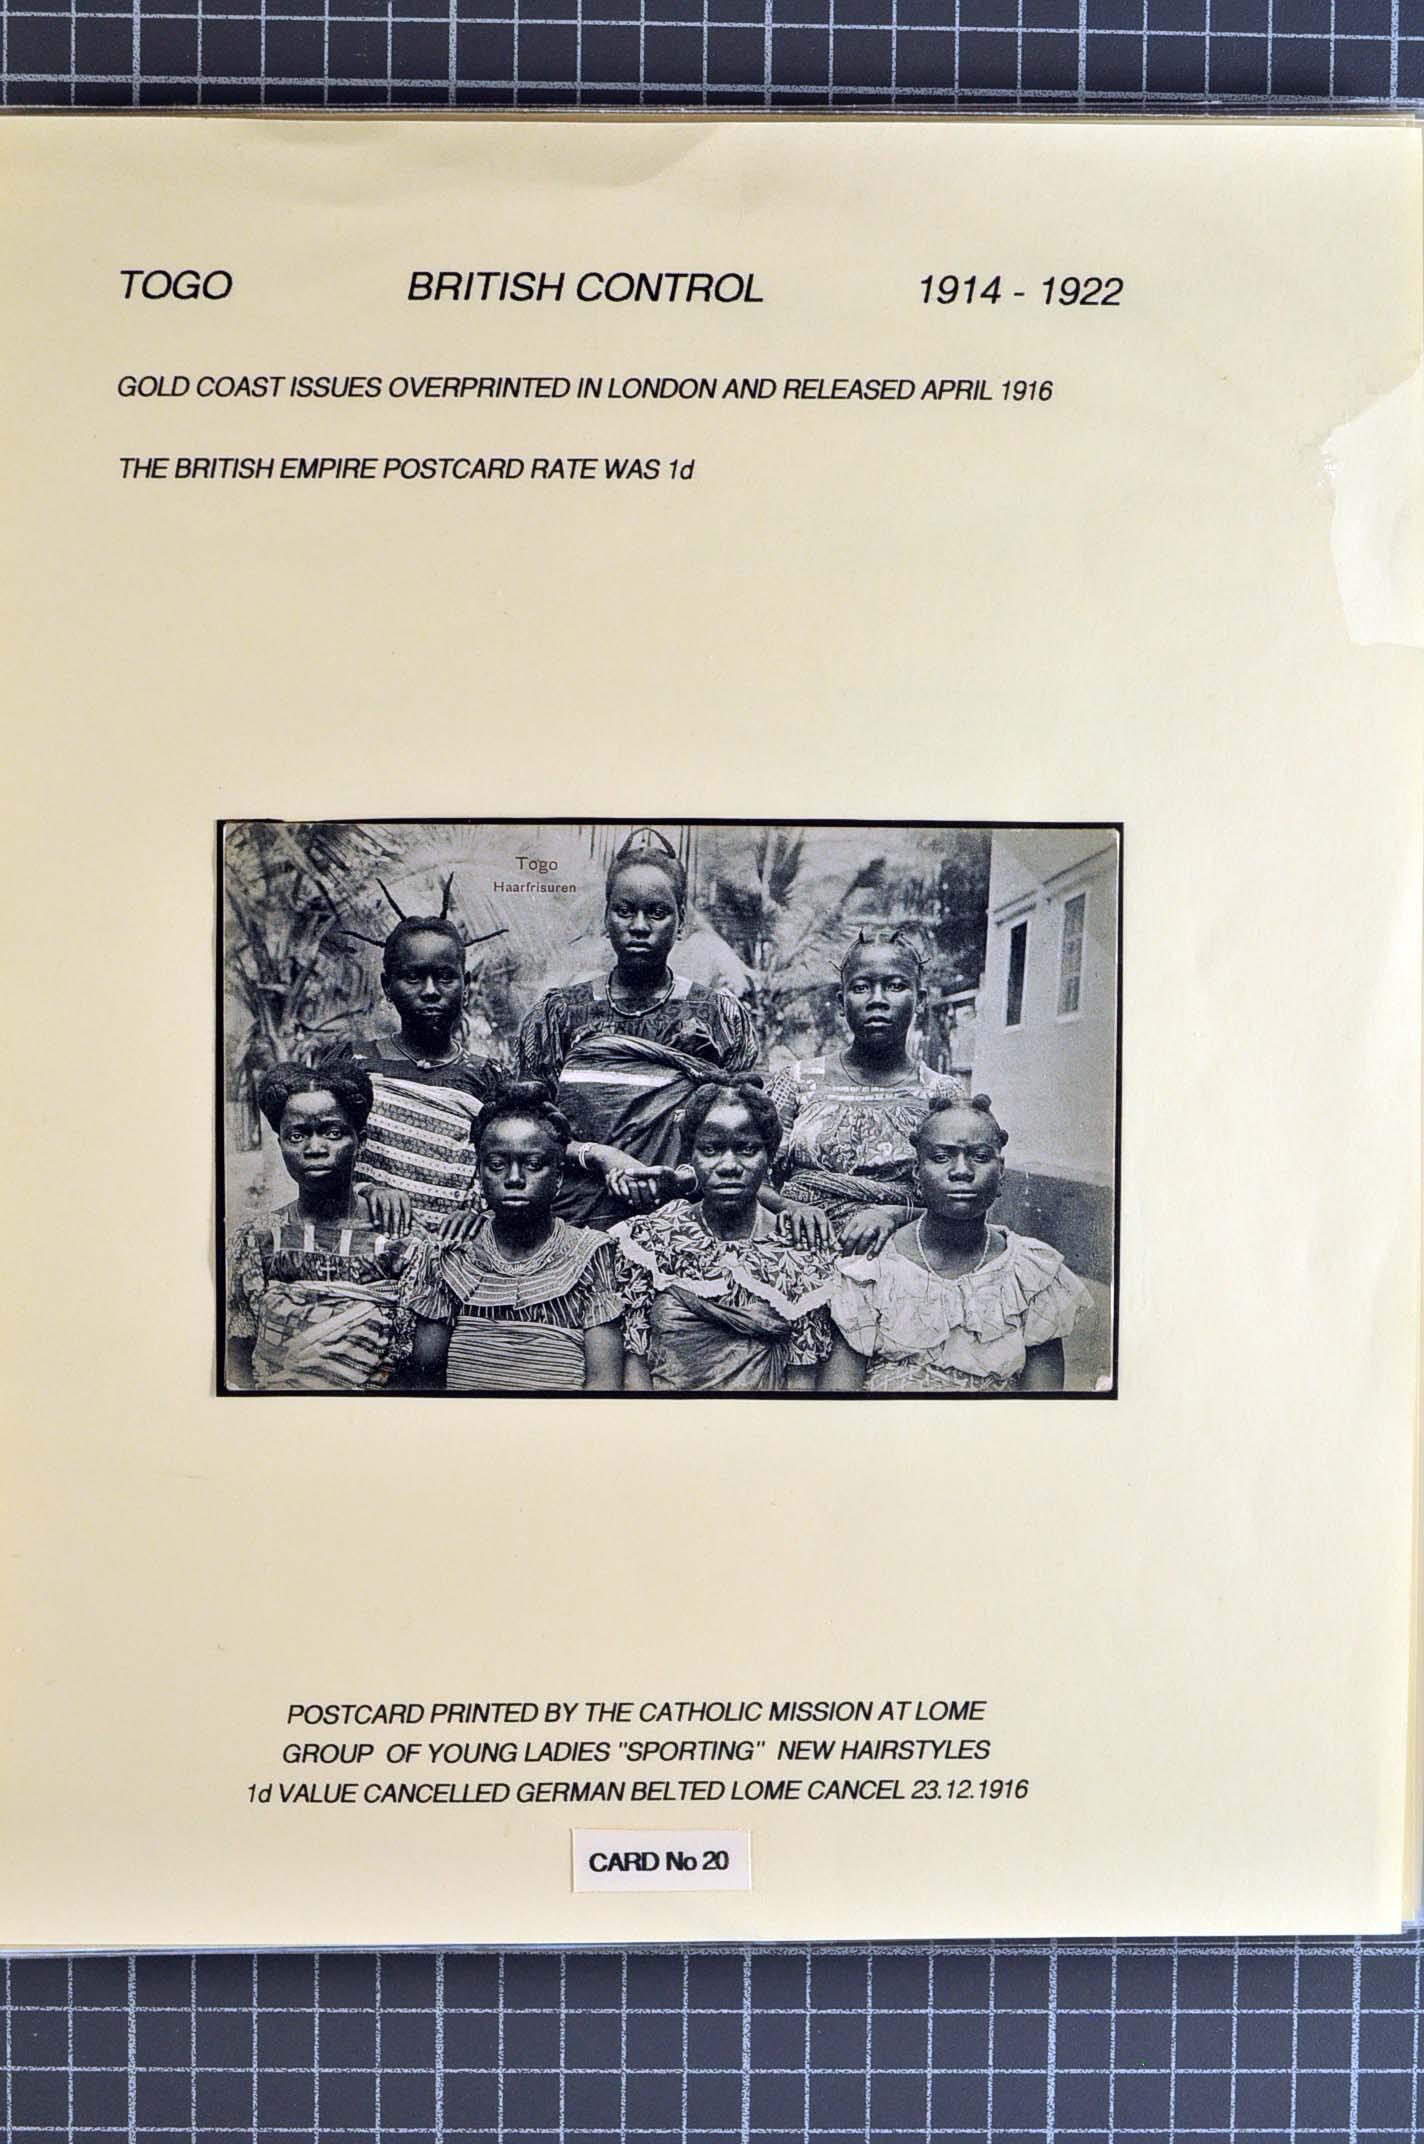 TOGO BRITISH CONTROL 1914 - 1922
GOLD COAST ISSUES OVERPRINTED IN LONDON AND RELEASED APRIL 1916
THE BRITISH EMPIRE POSTCARD RATE WAS 1d
Togo
Haarfrisuren
POSTCARD PRINTED BY THE CATHOLIC MISSION AT LOME
GROUP OF YOUNG LADIES "SPORTING" NEW HAIRSTYLES
1d VALUE CANCELLED GERMAN BELTED LOME CANCEL 23.12.1916
CARD No 20